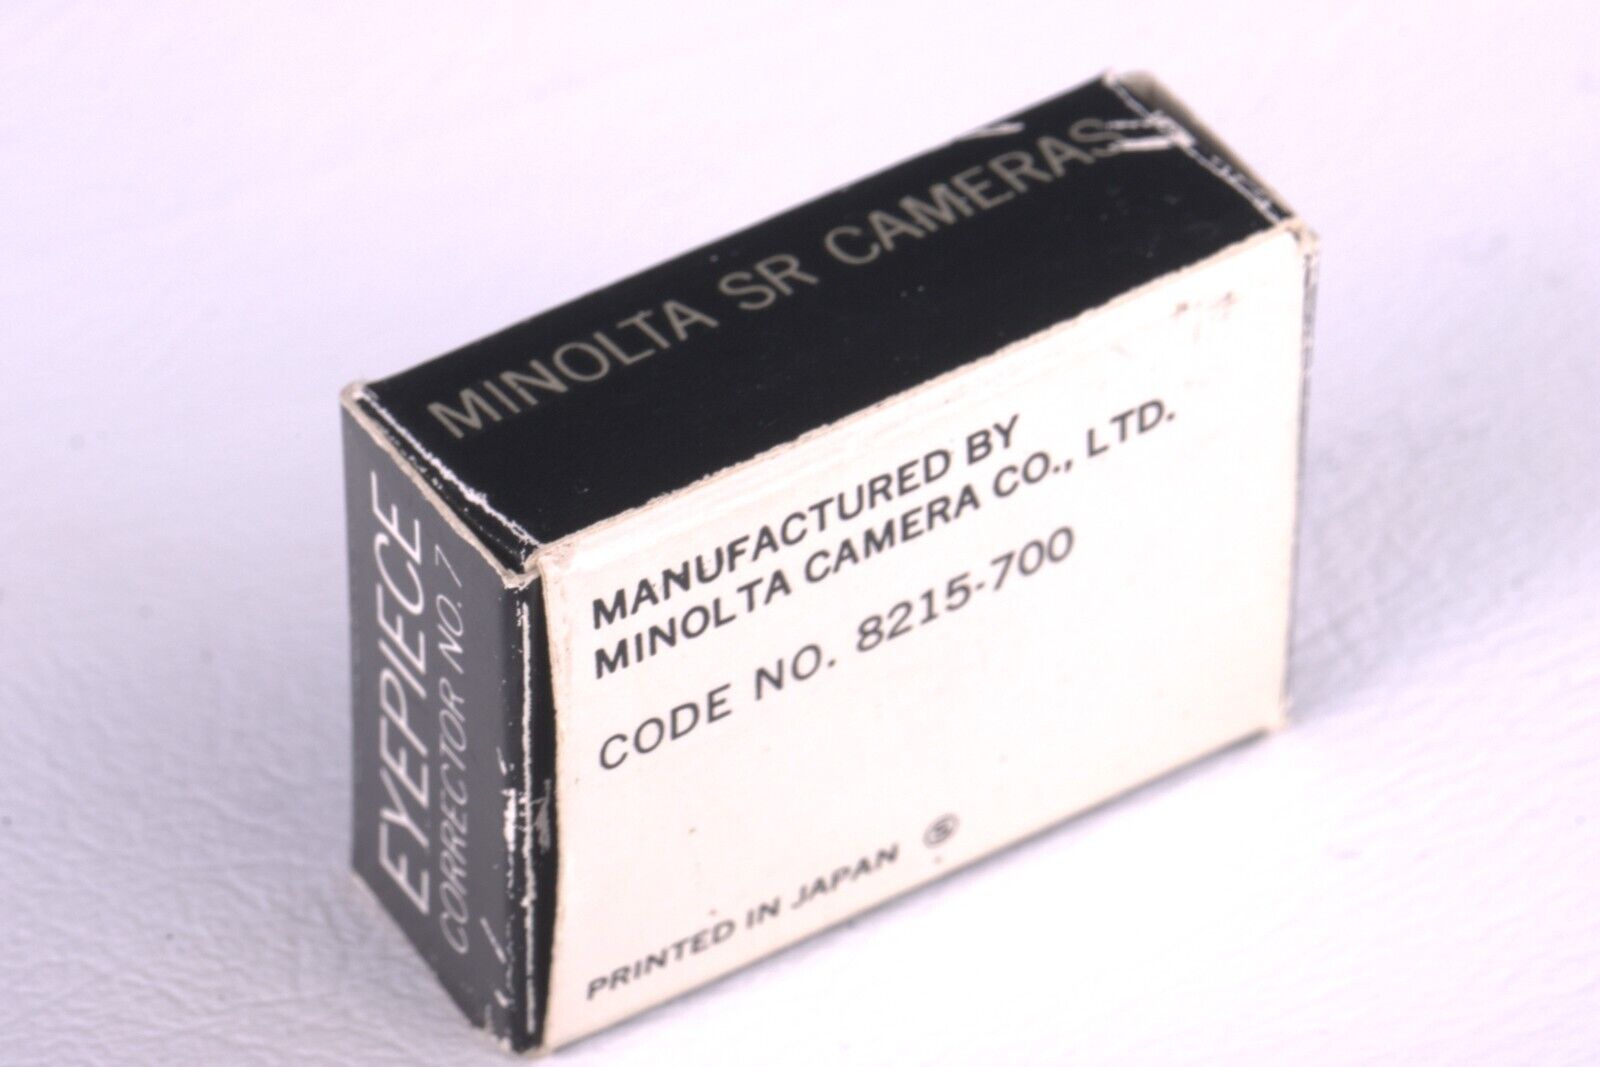 MINOLTA SR CAMERAS
EYEPIECE
CORRECTOR NO. 7
MANUFACTURED BY
MINOLTA CAMERA CO., LTD.
CODE NO. 8215-700
PRINTED IN JAPAN Ⓢ